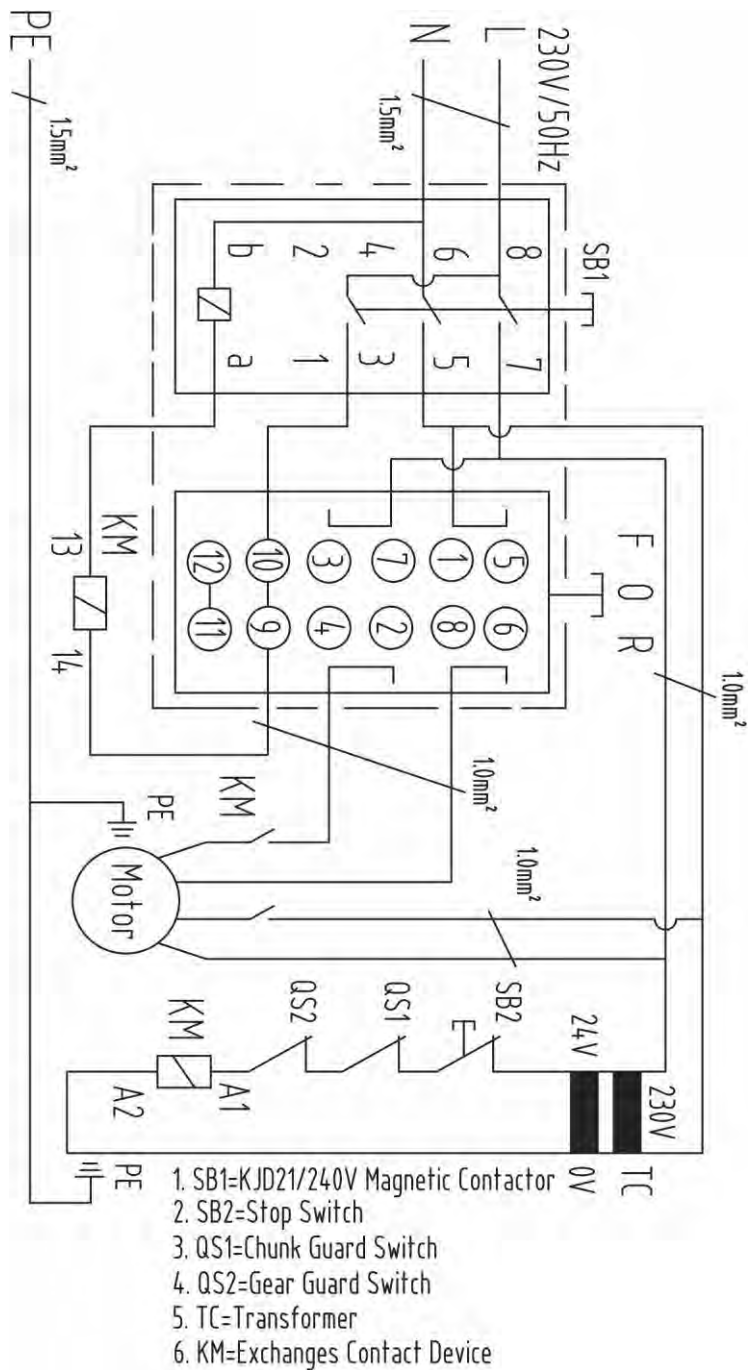 230V/50Hz
L
N
PE
1.5mm²
1.5mm²
SB1
8
6
4
2
b
7
5
3
1
a
F O R
5
1
7
3
10
12
6
8
2
4
9
11
KM
13
14
1.0mm²
1.0mm²
1.0mm²
KM
PE
Motor
SB2
QS1
QS2
KM
A1
A2
24V
230V
0V
TC
PE
1. SB1=KJD21/240V Magnetic Contactor
2. SB2=Stop Switch
3. QS1=Chunk Guard Switch
4. QS2=Gear Guard Switch
5. TC=Transformer
6. KM=Exchanges Contact Device